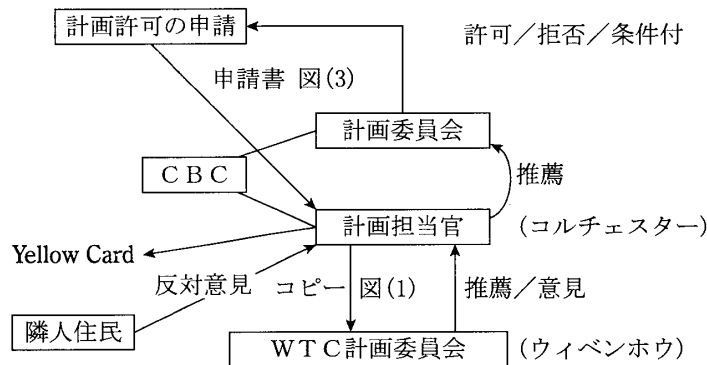 計画許可の申請
許可／拒否／条件付
申請書 図(3)
計画委員会
CBC
推薦
計画担当官
(コルチェスター)
Yellow Card
反対意見
コピー 図(1)
推薦／意見
隣人住民
WTC計画委員会
(ウィベンホウ)